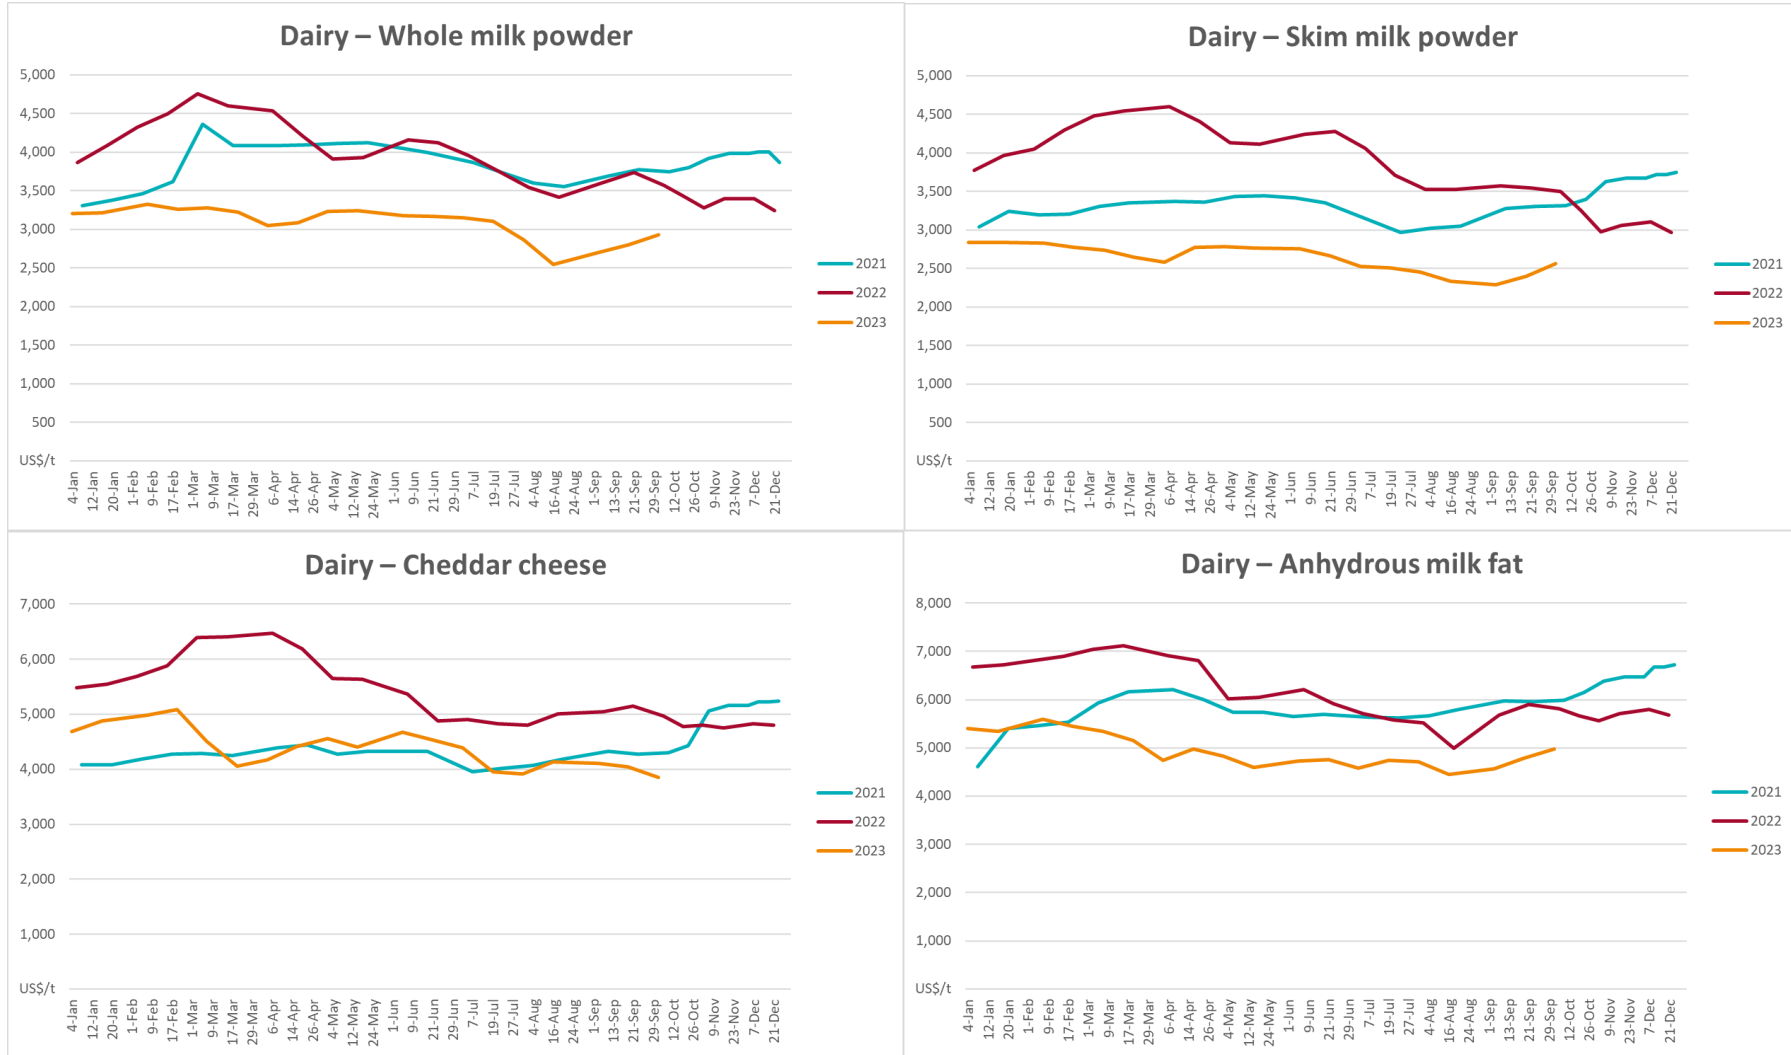 Dairy – Whole milk powder
5,000
4,500
4,000
3,500
3,000
2,500
2,000
1,500
1,000
500
US$/t
4-Jan
12-Jan
20-Jan
1-Feb
9-Feb
17-Feb
1-Mar
9-Mar
17-Mar
29-Mar
6-Apr
14-Apr
26-Apr
4-May
12-May
24-May
1-Jun
9-Jun
21-Jun
29-Jun
7-Jul
19-Jul
27-Jul
4-Aug
16-Aug
24-Aug
1-Sep
13-Sep
21-Sep
29-Sep
12-Oct
26-Oct
9-Nov
23-Nov
7-Dec
21-Dec
2021
2022
2023
Dairy – Skim milk powder
5,000
4,500
4,000
3,500
3,000
2,500
2,000
1,500
1,000
500
US$/t
4-Jan
12-Jan
20-Jan
1-Feb
9-Feb
17-Feb
1-Mar
9-Mar
17-Mar
29-Mar
6-Apr
14-Apr
26-Apr
4-May
12-May
24-May
1-Jun
9-Jun
21-Jun
29-Jun
7-Jul
19-Jul
27-Jul
4-Aug
16-Aug
24-Aug
1-Sep
13-Sep
21-Sep
29-Sep
12-Oct
26-Oct
9-Nov
23-Nov
7-Dec
21-Dec
2021
2022
2023
Dairy – Cheddar cheese
7,000
6,000
5,000
4,000
3,000
2,000
1,000
US$/t
4-Jan
12-Jan
20-Jan
1-Feb
9-Feb
17-Feb
1-Mar
9-Mar
17-Mar
29-Mar
6-Apr
14-Apr
26-Apr
4-May
12-May
24-May
1-Jun
9-Jun
21-Jun
29-Jun
7-Jul
19-Jul
27-Jul
4-Aug
16-Aug
24-Aug
1-Sep
13-Sep
21-Sep
29-Sep
12-Oct
26-Oct
9-Nov
23-Nov
7-Dec
21-Dec
2021
2022
2023
Dairy – Anhydrous milk fat
8,000
7,000
6,000
5,000
4,000
3,000
2,000
1,000
US$/t
4-Jan
12-Jan
20-Jan
1-Feb
9-Feb
17-Feb
1-Mar
9-Mar
17-Mar
29-Mar
6-Apr
14-Apr
26-Apr
4-May
12-May
24-May
1-Jun
9-Jun
21-Jun
29-Jun
7-Jul
19-Jul
27-Jul
4-Aug
16-Aug
24-Aug
1-Sep
13-Sep
21-Sep
29-Sep
12-Oct
26-Oct
9-Nov
23-Nov
7-Dec
21-Dec
2021
2022
2023